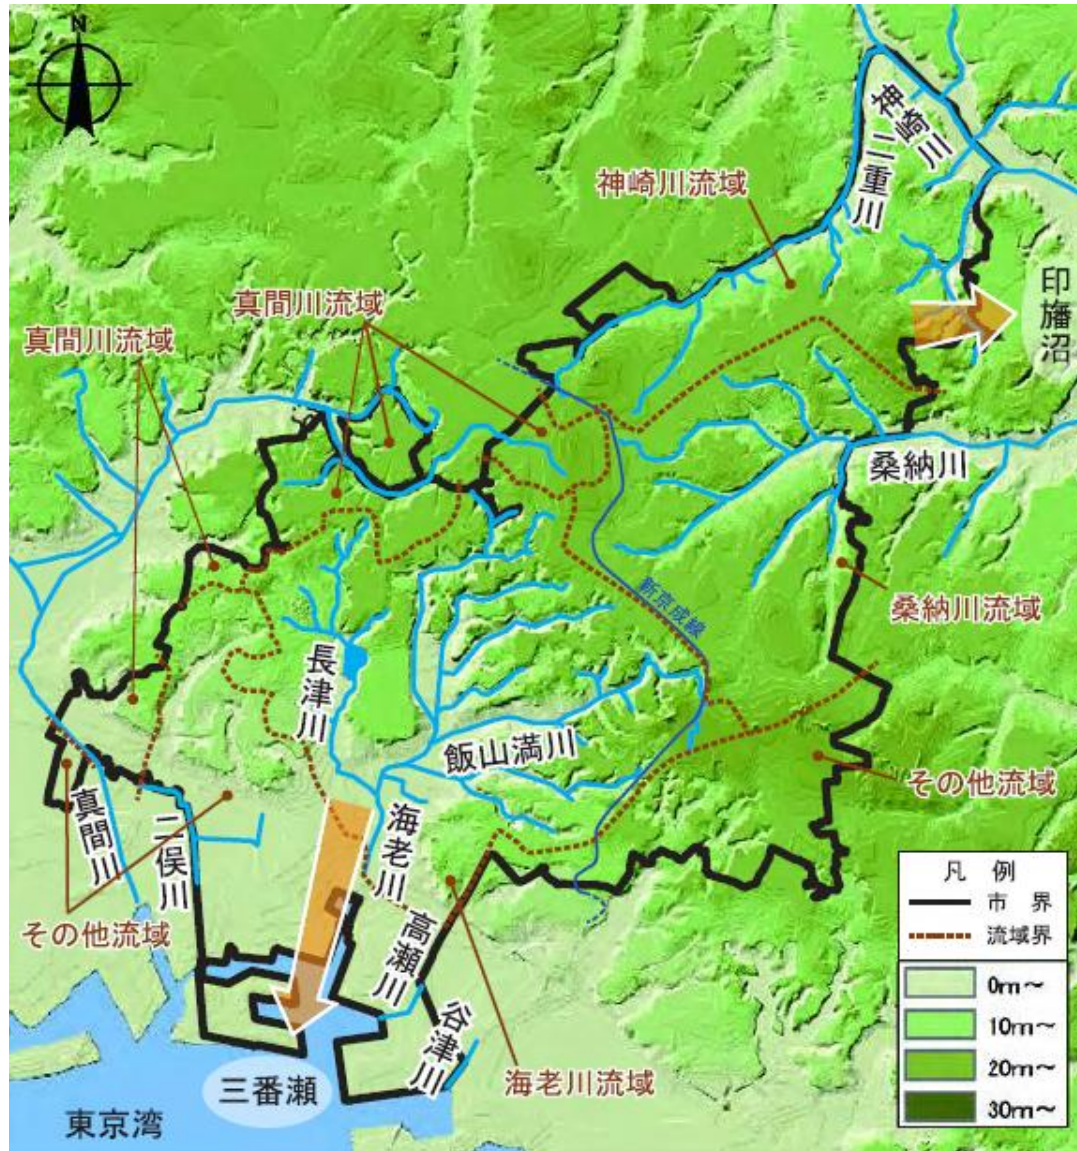 N
神崎川
二重川
神崎川流域
印旛沼
真間川流域
真間川流域
桑納川
新京成線
桑納川流域
長津川
飯山満川
その他流域
真間川
二俣川
海老川
高瀬川
谷津川
その他流域
海老川流域
三番瀬
東京湾
凡 例
市 界
流域界
0m～
10m～
20m～
30m～